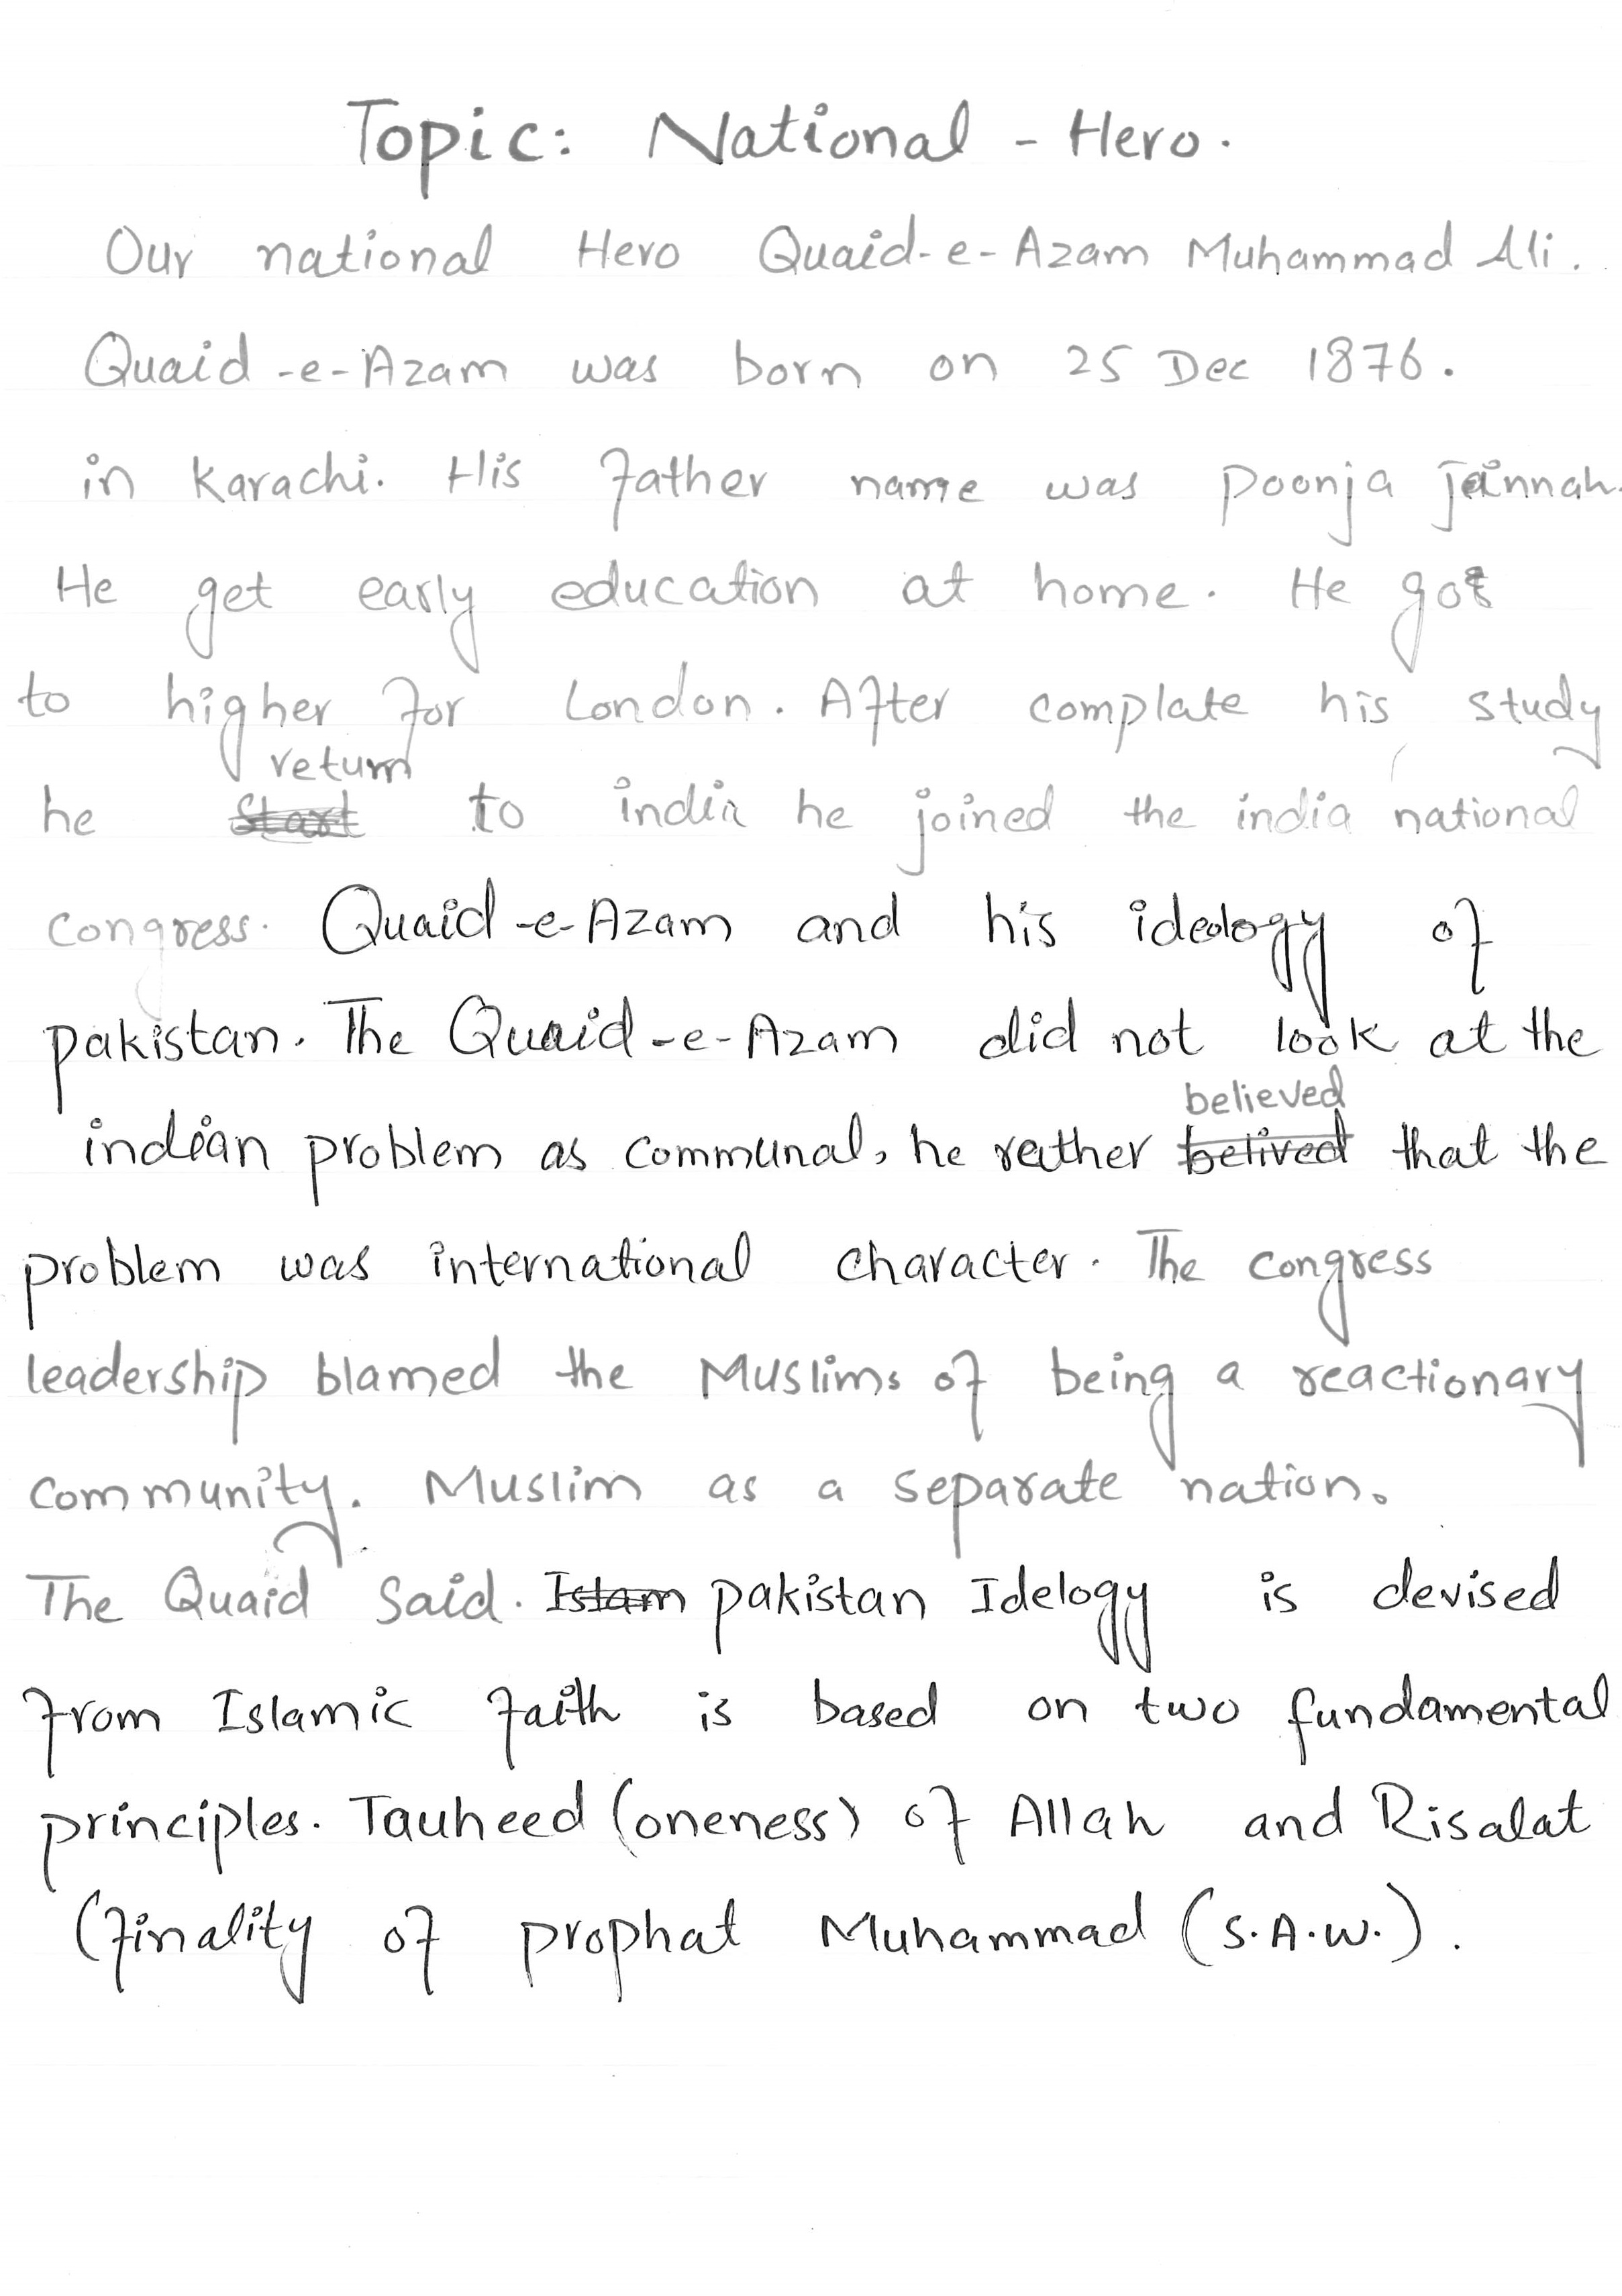 Topic: National - Hero.
Our national Hero Quaid-e-Azam Muhammad Ali.
Quaid-e-Azam was born on 25 Dec 1876.
in Karachi. His father name was poonja Jinnah.
He get early education at home. He got
to higher for London. After complate his study
he return to india he joined the india national
congress. Quaid-e-Azam and his ideology of
pakistan. The Quaid-e-Azam did not look at the
indian problem as communal, he rather believed that the
problem was international character. The congress
leadership blamed the Muslims of being a reactionary
community. Muslim as a separate nation.
The Quaid said. Islam pakistan Idelogy is devised
from Islamic faith is based on two fundamental
principles. Tauheed (oneness) of Allah and Risalat
(finality of prophat Muhammad (S.A.W.).